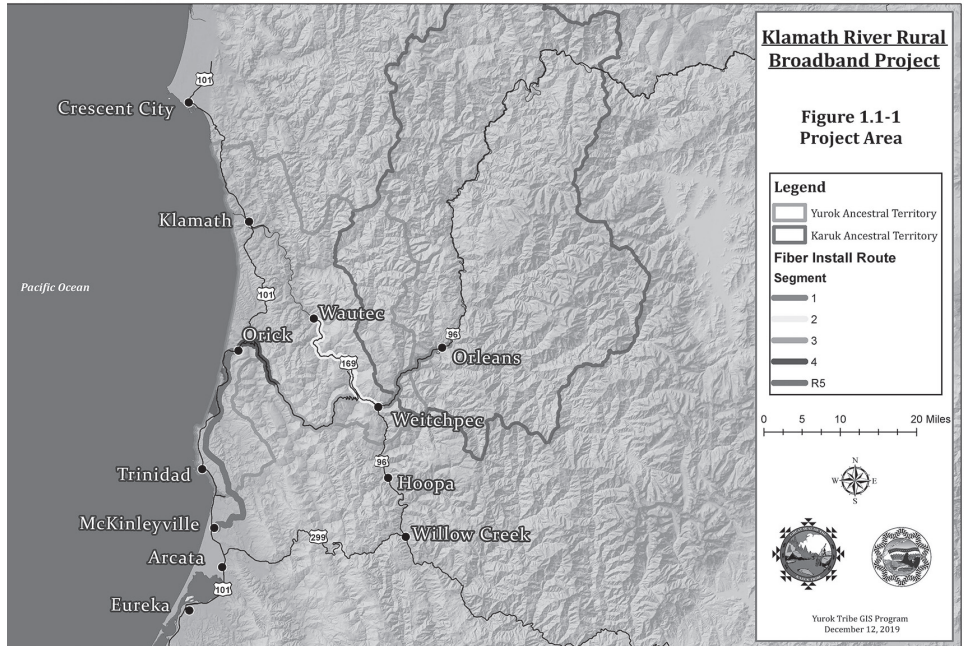 Klamath River Rural
Broadband Project
Figure 1.1-1
Project Area
Legend
Yurok Ancestral Territory
Karuk Ancestral Territory
Fiber Install Route
Segment
1
2
3
4
R5
0 5 10 20 Miles
N
W E
S
Yurok Tribe GIS Program
December 12, 2019
101
Crescent City
Klamath
Pacific Ocean
101
Wautec
Orick
96
169
Orleans
Weitchpec
96
Trinidad
Hoopa
McKinleyville
299
Willow Creek
Arcata
101
Eureka